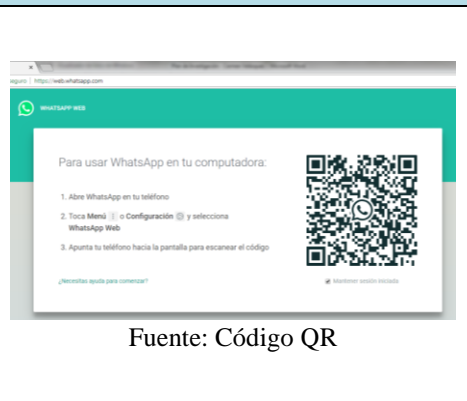 seguro | https://web.whatsapp.com
WHATSAPP WEB
Para usar WhatsApp en tu computadora:
1. Abre WhatsApp en tu teléfono
2. Toca Menú o Configuración y selecciona
WhatsApp Web
3. Apunta tu teléfono hacia la pantalla para escanear el código
¿Necesitas ayuda para comenzar?
Mantener sesión iniciada
Fuente: Código QR